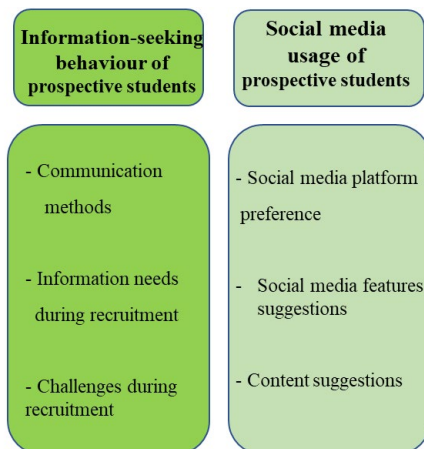 Information-seeking
behaviour of
prospective students
Social media
usage of
prospective students
- Communication
methods
- Information needs
during recruitment
- Challenges during
recruitment
- Social media platform
preference
- Social media features
suggestions
- Content suggestions